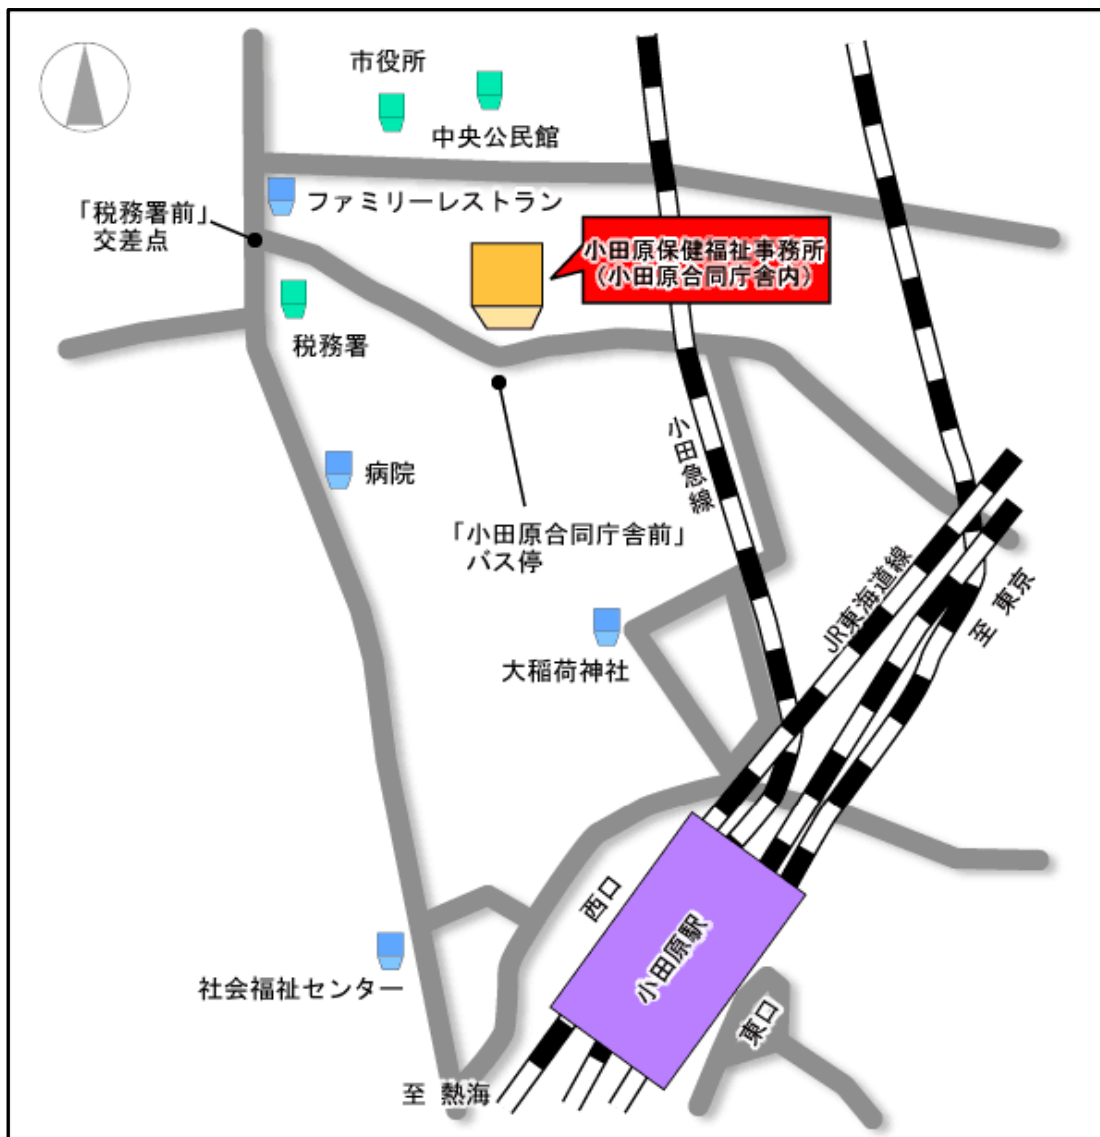 市役所
中央公民館
ファミリーレストラン
「税務署前」
交差点
小田原保健福祉事務所
(小田原合同庁舎内)
税務署
小田急線
病院
「小田原合同庁舎前」
バス停
JR東海道線
至 東京
大稲荷神社
西口
小田原駅
社会福祉センター
東口
至 熱海